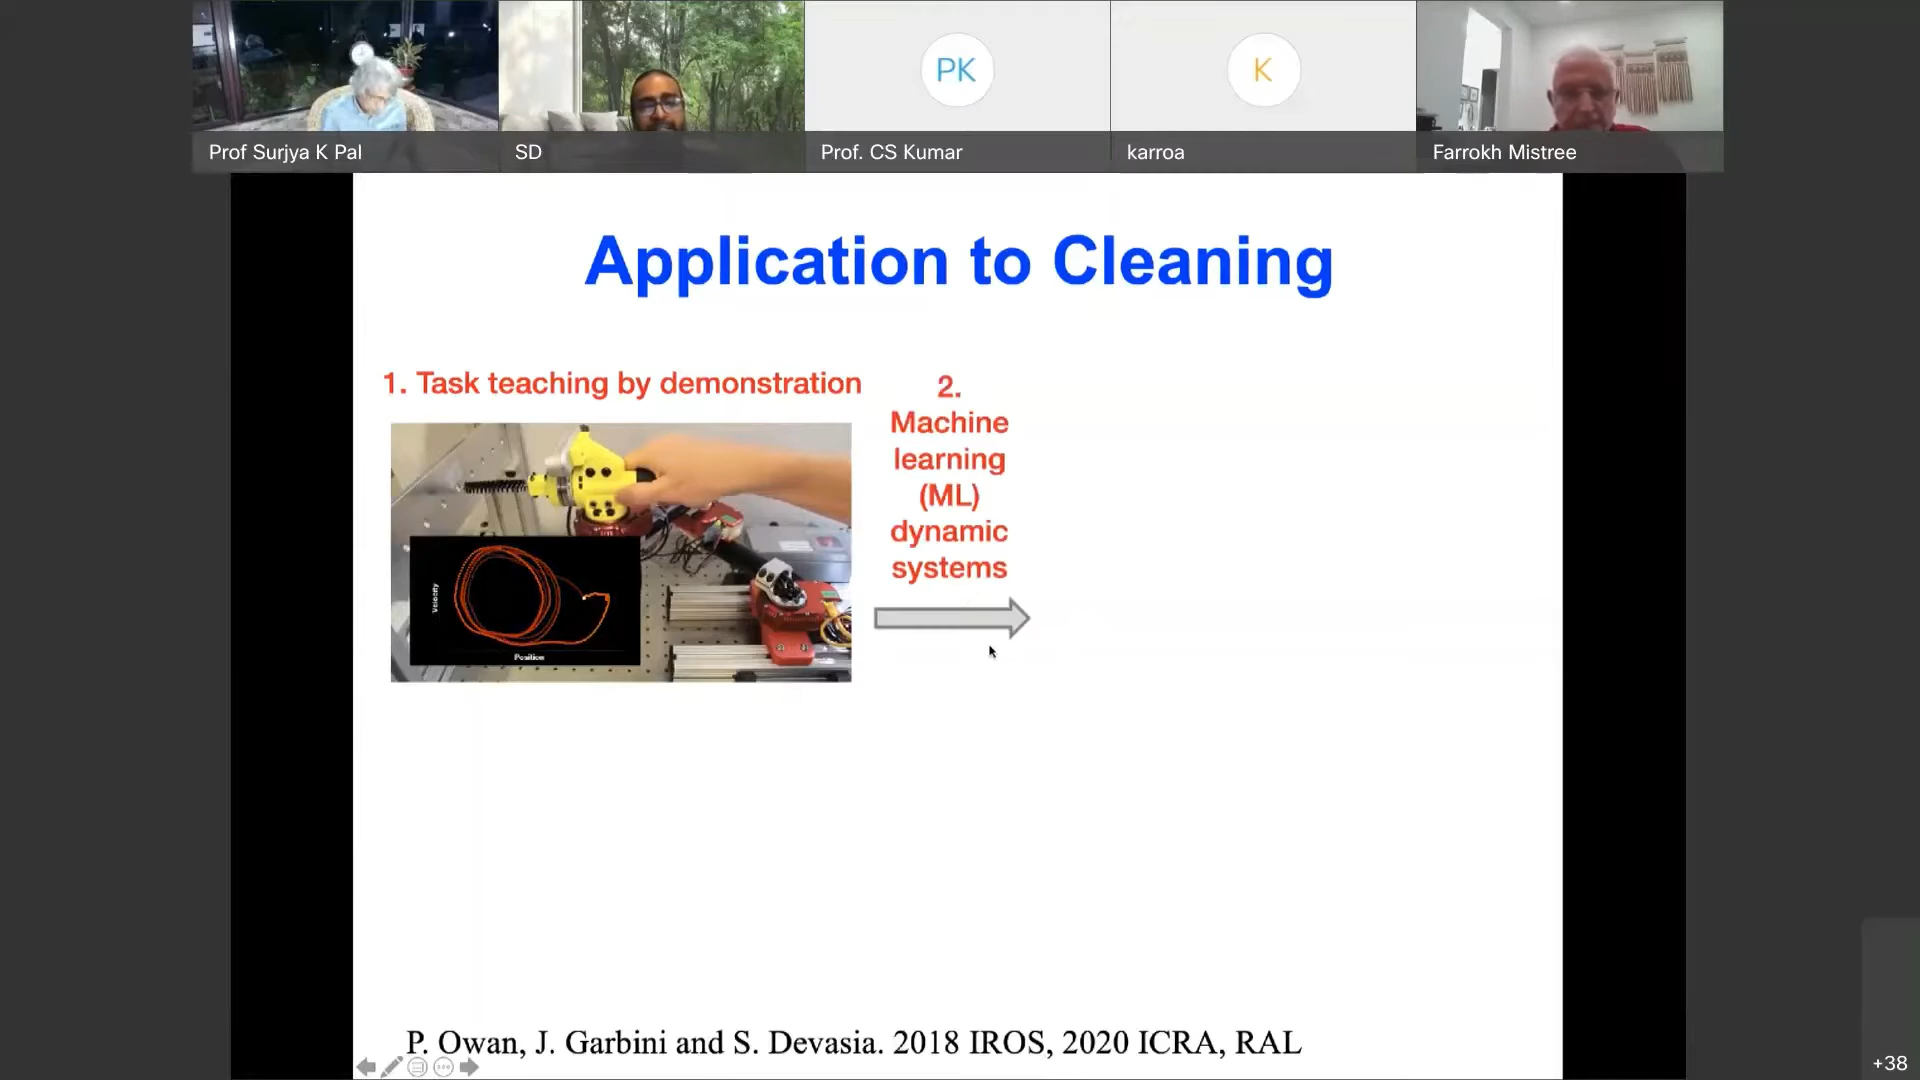 Prof Surjya K Pal
SD
PK
Prof. CS Kumar
K
karroa
Farrokh Mistree
Application to Cleaning
1. Task teaching by demonstration
2.
Machine
learning
(ML)
dynamic
systems
Velocity
Position
P. Owan, J. Garbini and S. Devasia. 2018 IROS, 2020 ICRA, RAL
+38